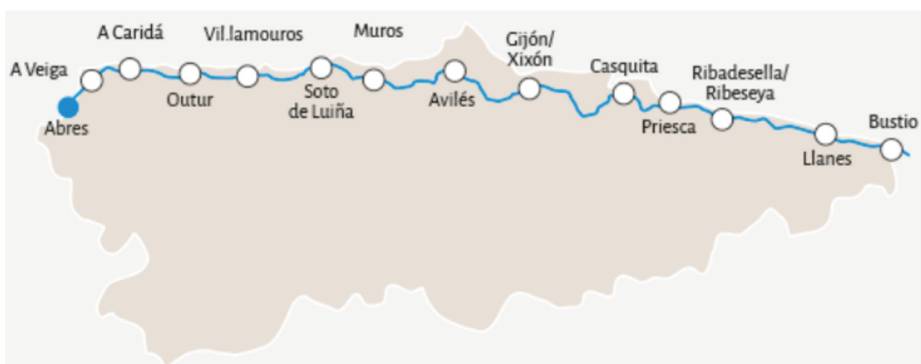 A Veiga
Abres
A Caridá
Outur
Vil.lamouros
Soto
de Luiña
Muros
Avilés
Gijón/
Xixón
Casquita
Priesca
Ribadesella/
Ribeseya
Llanes
Bustio